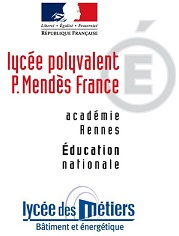 Liberté • Égalité • Fraternité
RÉPUBLIQUE FRANÇAISE
lycée polyvalent
P. Mendès France
É
académie
Rennes
Éducation
nationale
lycée des métiers
Bâtiment et énergétique